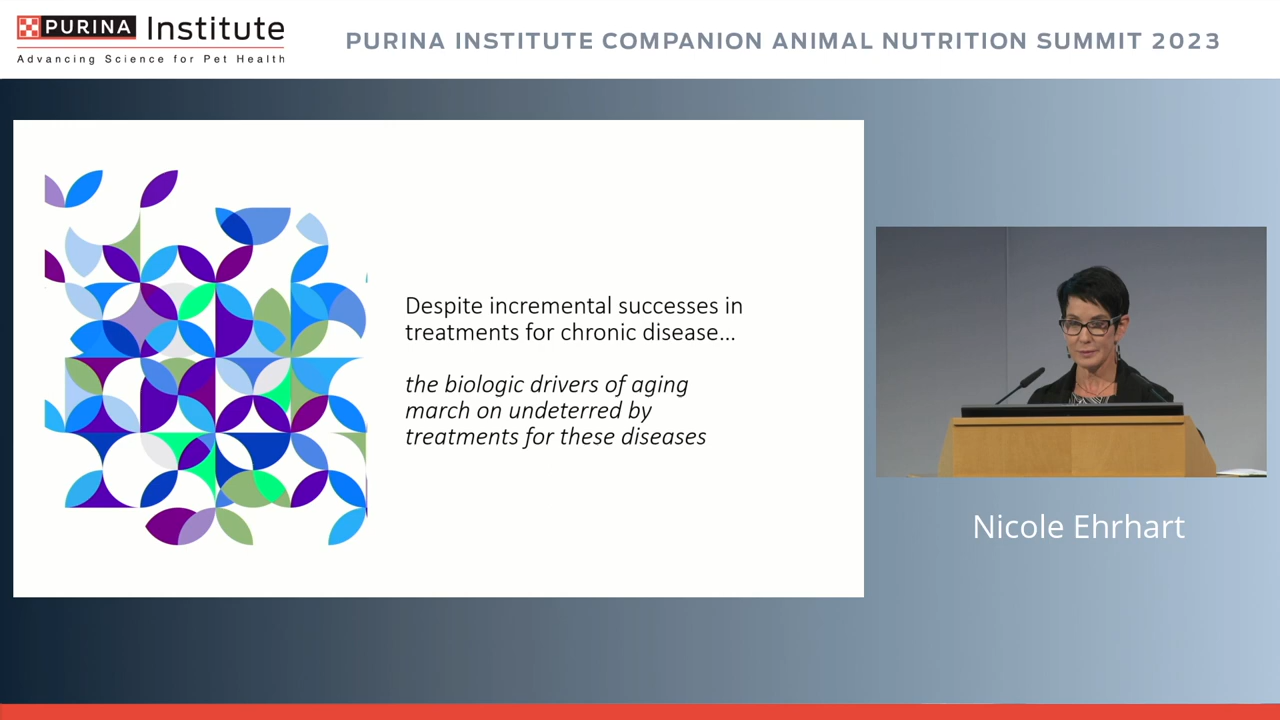 PURINA Institute
Advancing Science for Pet Health
PURINA INSTITUTE COMPANION ANIMAL NUTRITION SUMMIT 2023
Despite incremental successes in
treatments for chronic disease...
the biologic drivers of aging
march on undeterred by
treatments for these diseases
Nicole Ehrhart